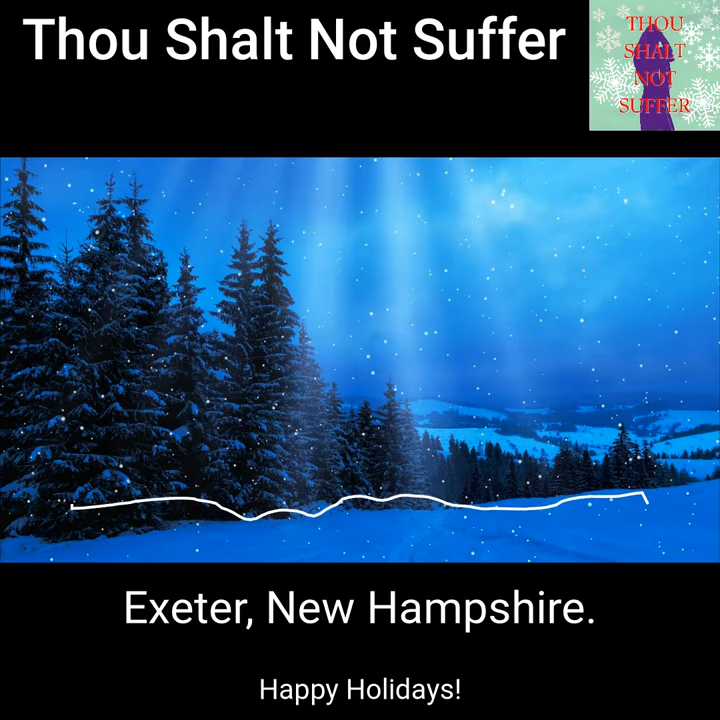 Thou Shalt Not Suffer
THOU
SHALT
NOT
SUFFER
Exeter, New Hampshire.
Happy Holidays!